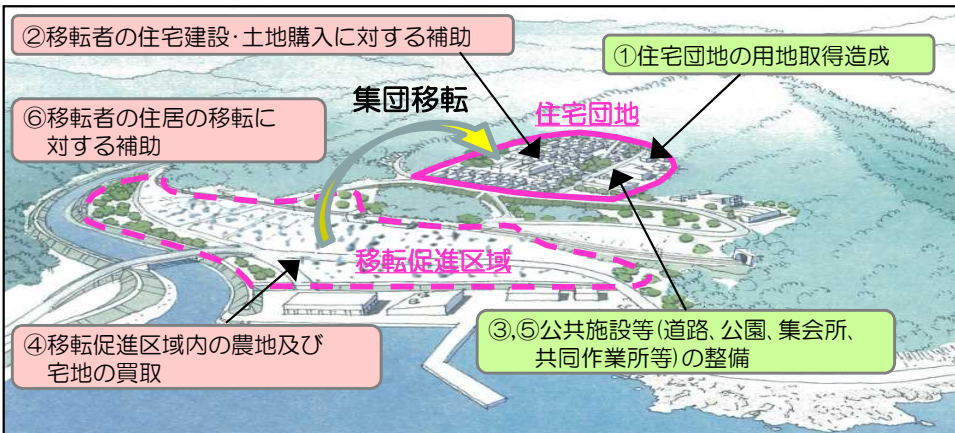 ②移転者の住宅建設・土地購入に対する補助
①住宅団地の用地取得造成
集団移転
住宅団地
⑥移転者の住居の移転に
対する補助
移転促進区域
④移転促進区域内の農地及び
宅地の買取
③,⑤公共施設等(道路、公園、集会所、
共同作業所等)の整備